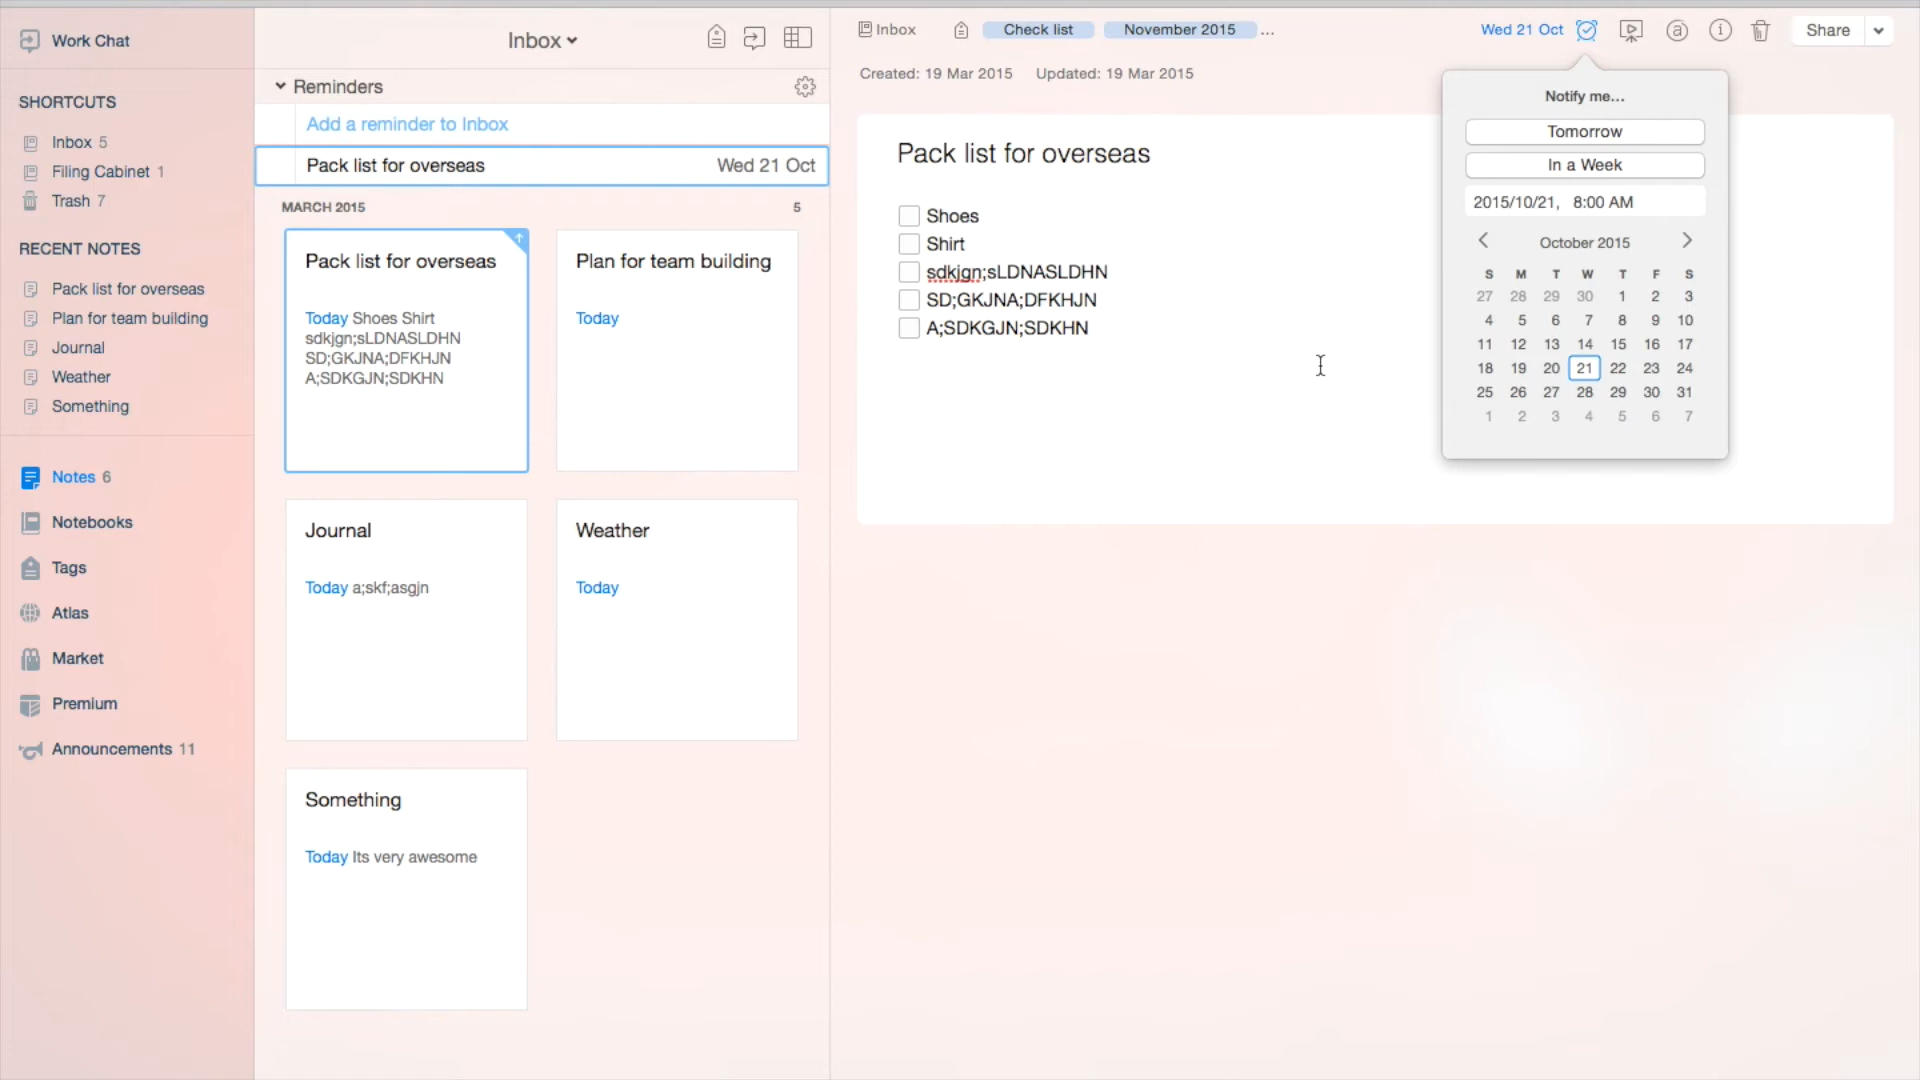 Work Chat
SHORTCUTS
Inbox 5
Filing Cabinet 1
Trash 7
RECENT NOTES
Pack list for overseas
Plan for team building
Journal
Weather
Something
Notes 6
Notebooks
Tags
Atlas
Market
Premium
Announcements 11
Inbox
Reminders
Add a reminder to Inbox
Pack list for overseas Wed 21 Oct
MARCH 2015 5
Pack list for overseas
Today Shoes Shirt
sdkjgn;sLDNASLDHN
SD;GKJNA;DFKHJN
A;SDKGJN;SDKHN
Plan for team building
Today
Journal
Today a;skf;asgjn
Weather
Today
Something
Today Its very awesome
Inbox Check list November 2015 ...
Wed 21 Oct Share
Created: 19 Mar 2015 Updated: 19 Mar 2015
Pack list for overseas
Shoes
Shirt
sdkjgn;sLDNASLDHN
SD;GKJNA;DFKHJN
A;SDKGJN;SDKHN
Notify me...
Tomorrow
In a Week
2015/10/21, 8:00 AM
October 2015
S M T W T F S
27 28 29 30 1 2 3
4 5 6 7 8 9 10
11 12 13 14 15 16 17
18 19 20 21 22 23 24
25 26 27 28 29 30 31
1 2 3 4 5 6 7